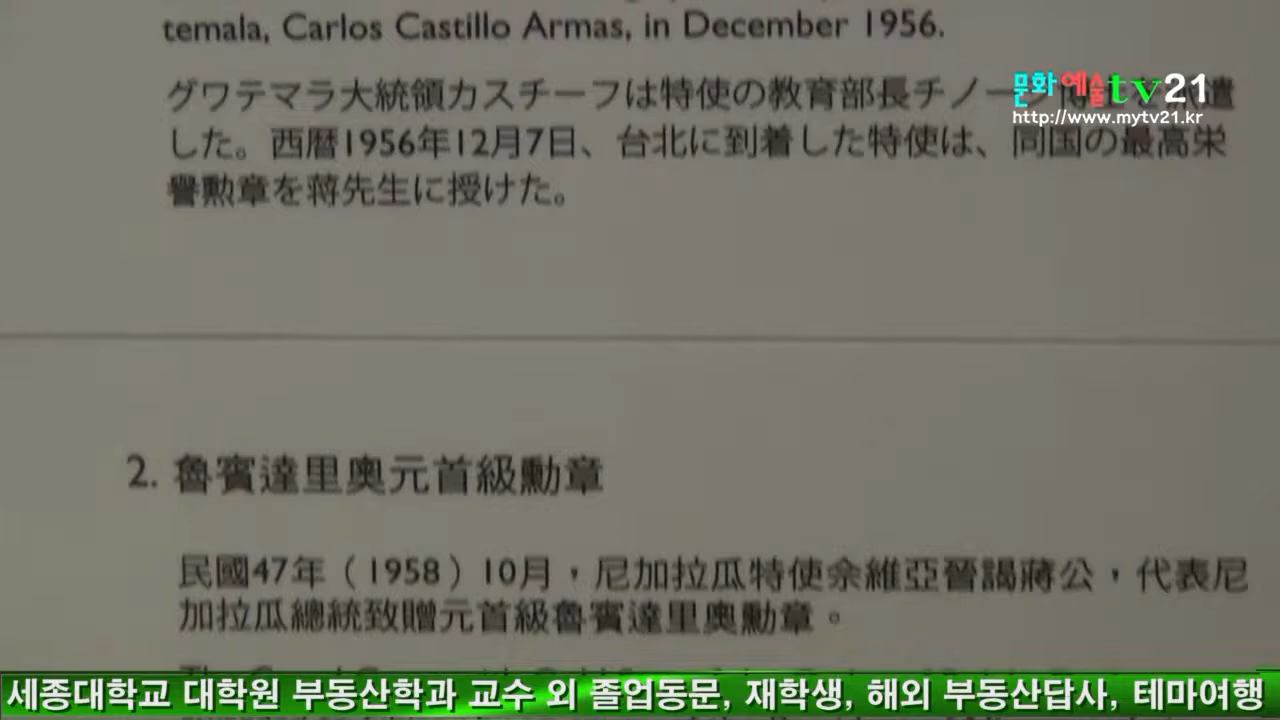 temala, Carlos Castillo Armas, in December 1956.
グワテマラ大統領カスチーフは特使の教育部長チノー
遣
した。西暦1956年12月7日、台北に到着した特使は、同国の最高栄
譽勲章を蒋先生に授けた。
문화예술tv21
http://www.mytv21.kr
2. 魯賓達里奧元首級勳章
民國47年（1958）10月，尼加拉瓜特使余維亞晉謁蔣公，代表尼
加拉瓜總統致贈元首級魯賓達里奧勳章。
세종대학교 대학원 부동산학과 교수 외 졸업동문, 재학생, 해외 부동산답사, 테마여행